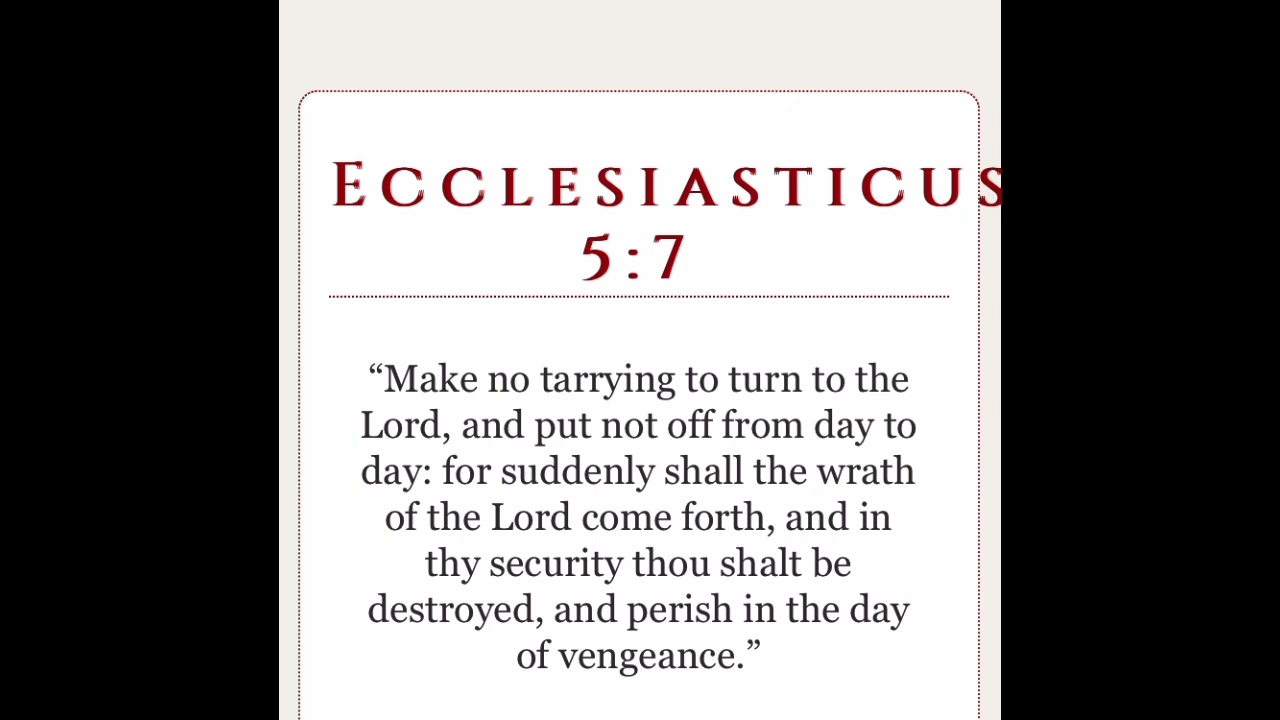 Ecclesiasticus
5:7
“Make no tarrying to turn to the
Lord, and put not off from day to
day: for suddenly shall the wrath
of the Lord come forth, and in
thy security thou shalt be
destroyed, and perish in the day
of vengeance.”